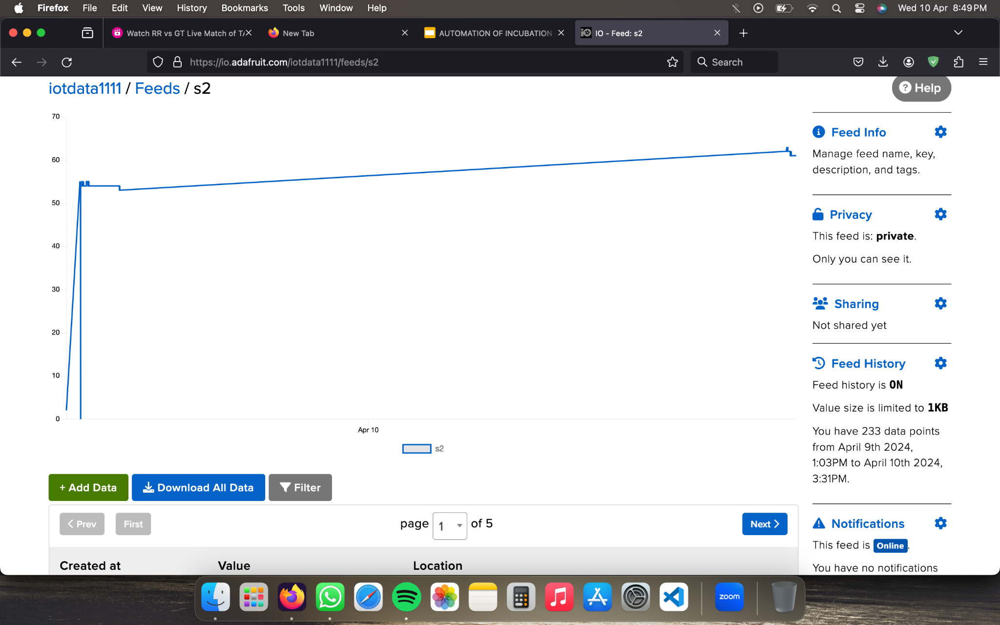 Firefox File Edit View History Bookmarks Tools Window Help Wed 10 Apr 8:49 PM
Watch RR vs GT Live Match of TA New Tab AUTOMATION OF INCUBATION IO - Feed: s2
https://io.adafruit.com/iotdata1111/feeds/s2 Search
iotdata1111 / Feeds / s2
? Help
70
60
50
40
30
20
10
0
Apr 10
s2
+ Add Data Download All Data Filter
Prev First page 1 of 5 Next
Created at Value Location
Feed Info
Manage feed name, key,
description, and tags.
Privacy
This feed is: private.
Only you can see it.
Sharing
Not shared yet
Feed History
Feed history is ON
Value size is limited to 1KB
You have 233 data points
from April 9th 2024,
1:03PM to April 10th 2024,
3:31PM.
Notifications
This feed is Online.
You have no notifications
zoom